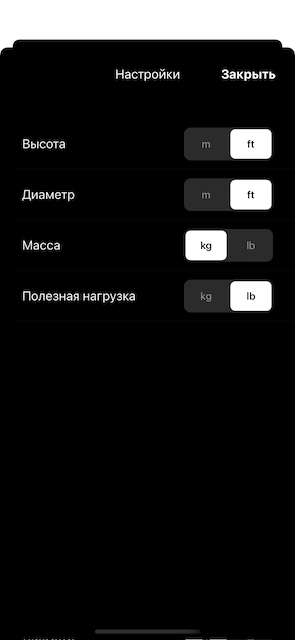 Настройки Закрыть
Высота m ft
Диаметр m ft
Масса kg lb
Полезная нагрузка kg lb